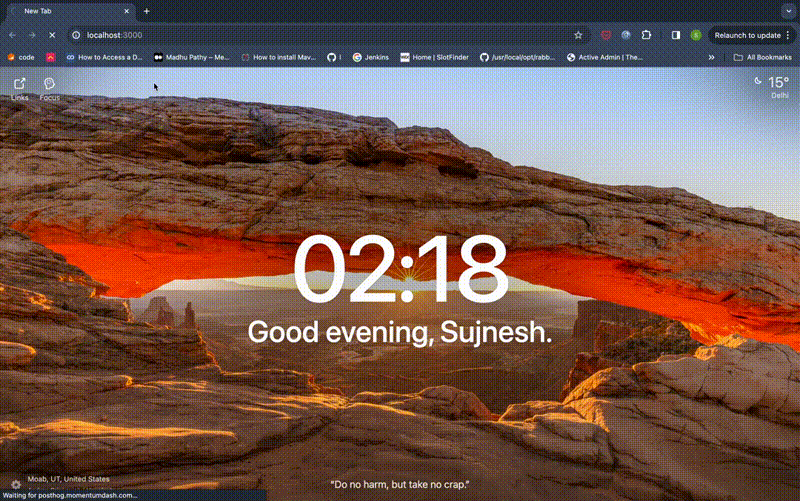 New Tab
localhost:3000
Relaunch to update
code
How to Access a D...
Madhu Pathy – Me...
How to install Mav...
Jenkins
Home | SlotFinder
/usr/local/opt/rabb...
Active Admin | The...
All Bookmarks
Links
Focus
15°
Delhi
02:18
Good evening, Sujnesh.
Moab, UT, United States
"Do no harm, but take no crap."
Waiting for posthog.momentumdash.com...